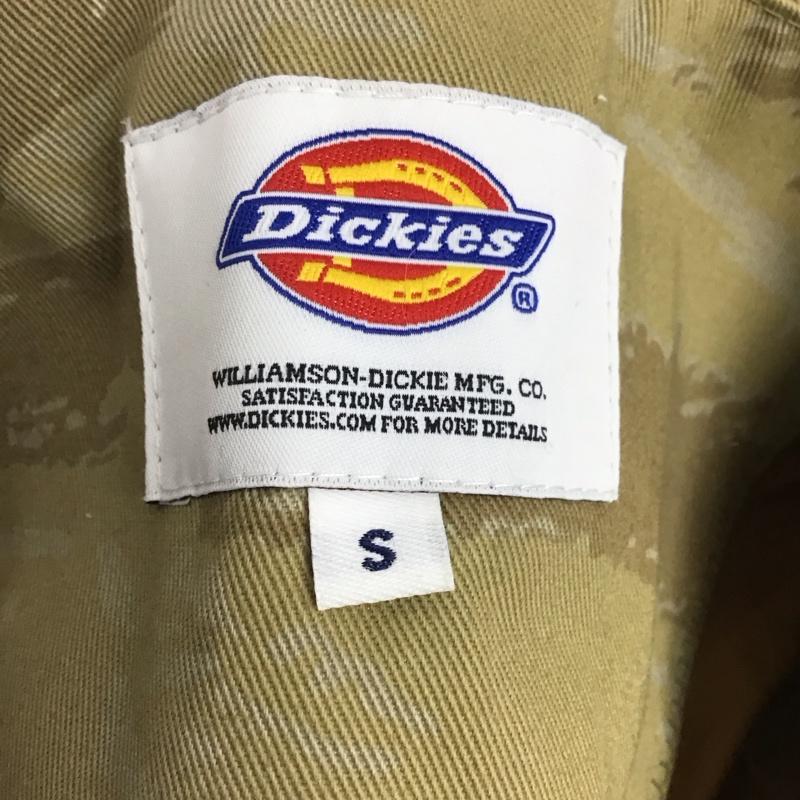 Dickies
®
WILLIAMSON-DICKIE MFG. CO.
SATISFACTION GUARANTEED
WWW.DICKIES.COM FOR MORE DETAILS
S